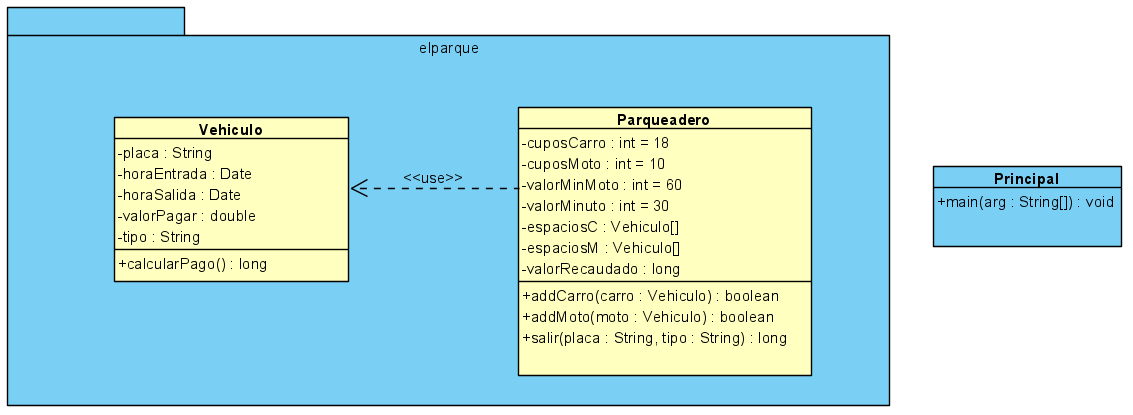 elparque
Vehiculo
-placa : String
-horaEntrada : Date
-horaSalida : Date
-valorPagar : double
-tipo : String
+calcularPago() : long
<<use>>
Parqueadero
-cuposCarro : int = 18
-cuposMoto : int = 10
-valorMinMoto : int = 60
-valorMinuto : int = 30
-espaciosC : Vehiculo[]
-espaciosM : Vehiculo[]
-valorRecaudado : long
+addCarro(carro : Vehiculo) : boolean
+addMoto(moto : Vehiculo) : boolean
+salir(placa : String, tipo : String) : long
Principal
+main(arg : String[]) : void